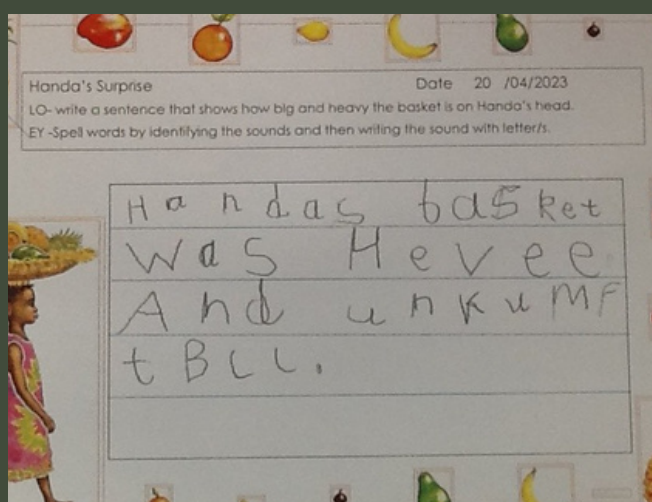 Handa's Surprise Date 20 /04/2023
LO- write a sentence that shows how big and heavy the basket is on Handa's head.
EY -Spell words by identifying the sounds and then writing the sound with letter/s.
Handas basket
Was Hevee
And unkumf
tBll.